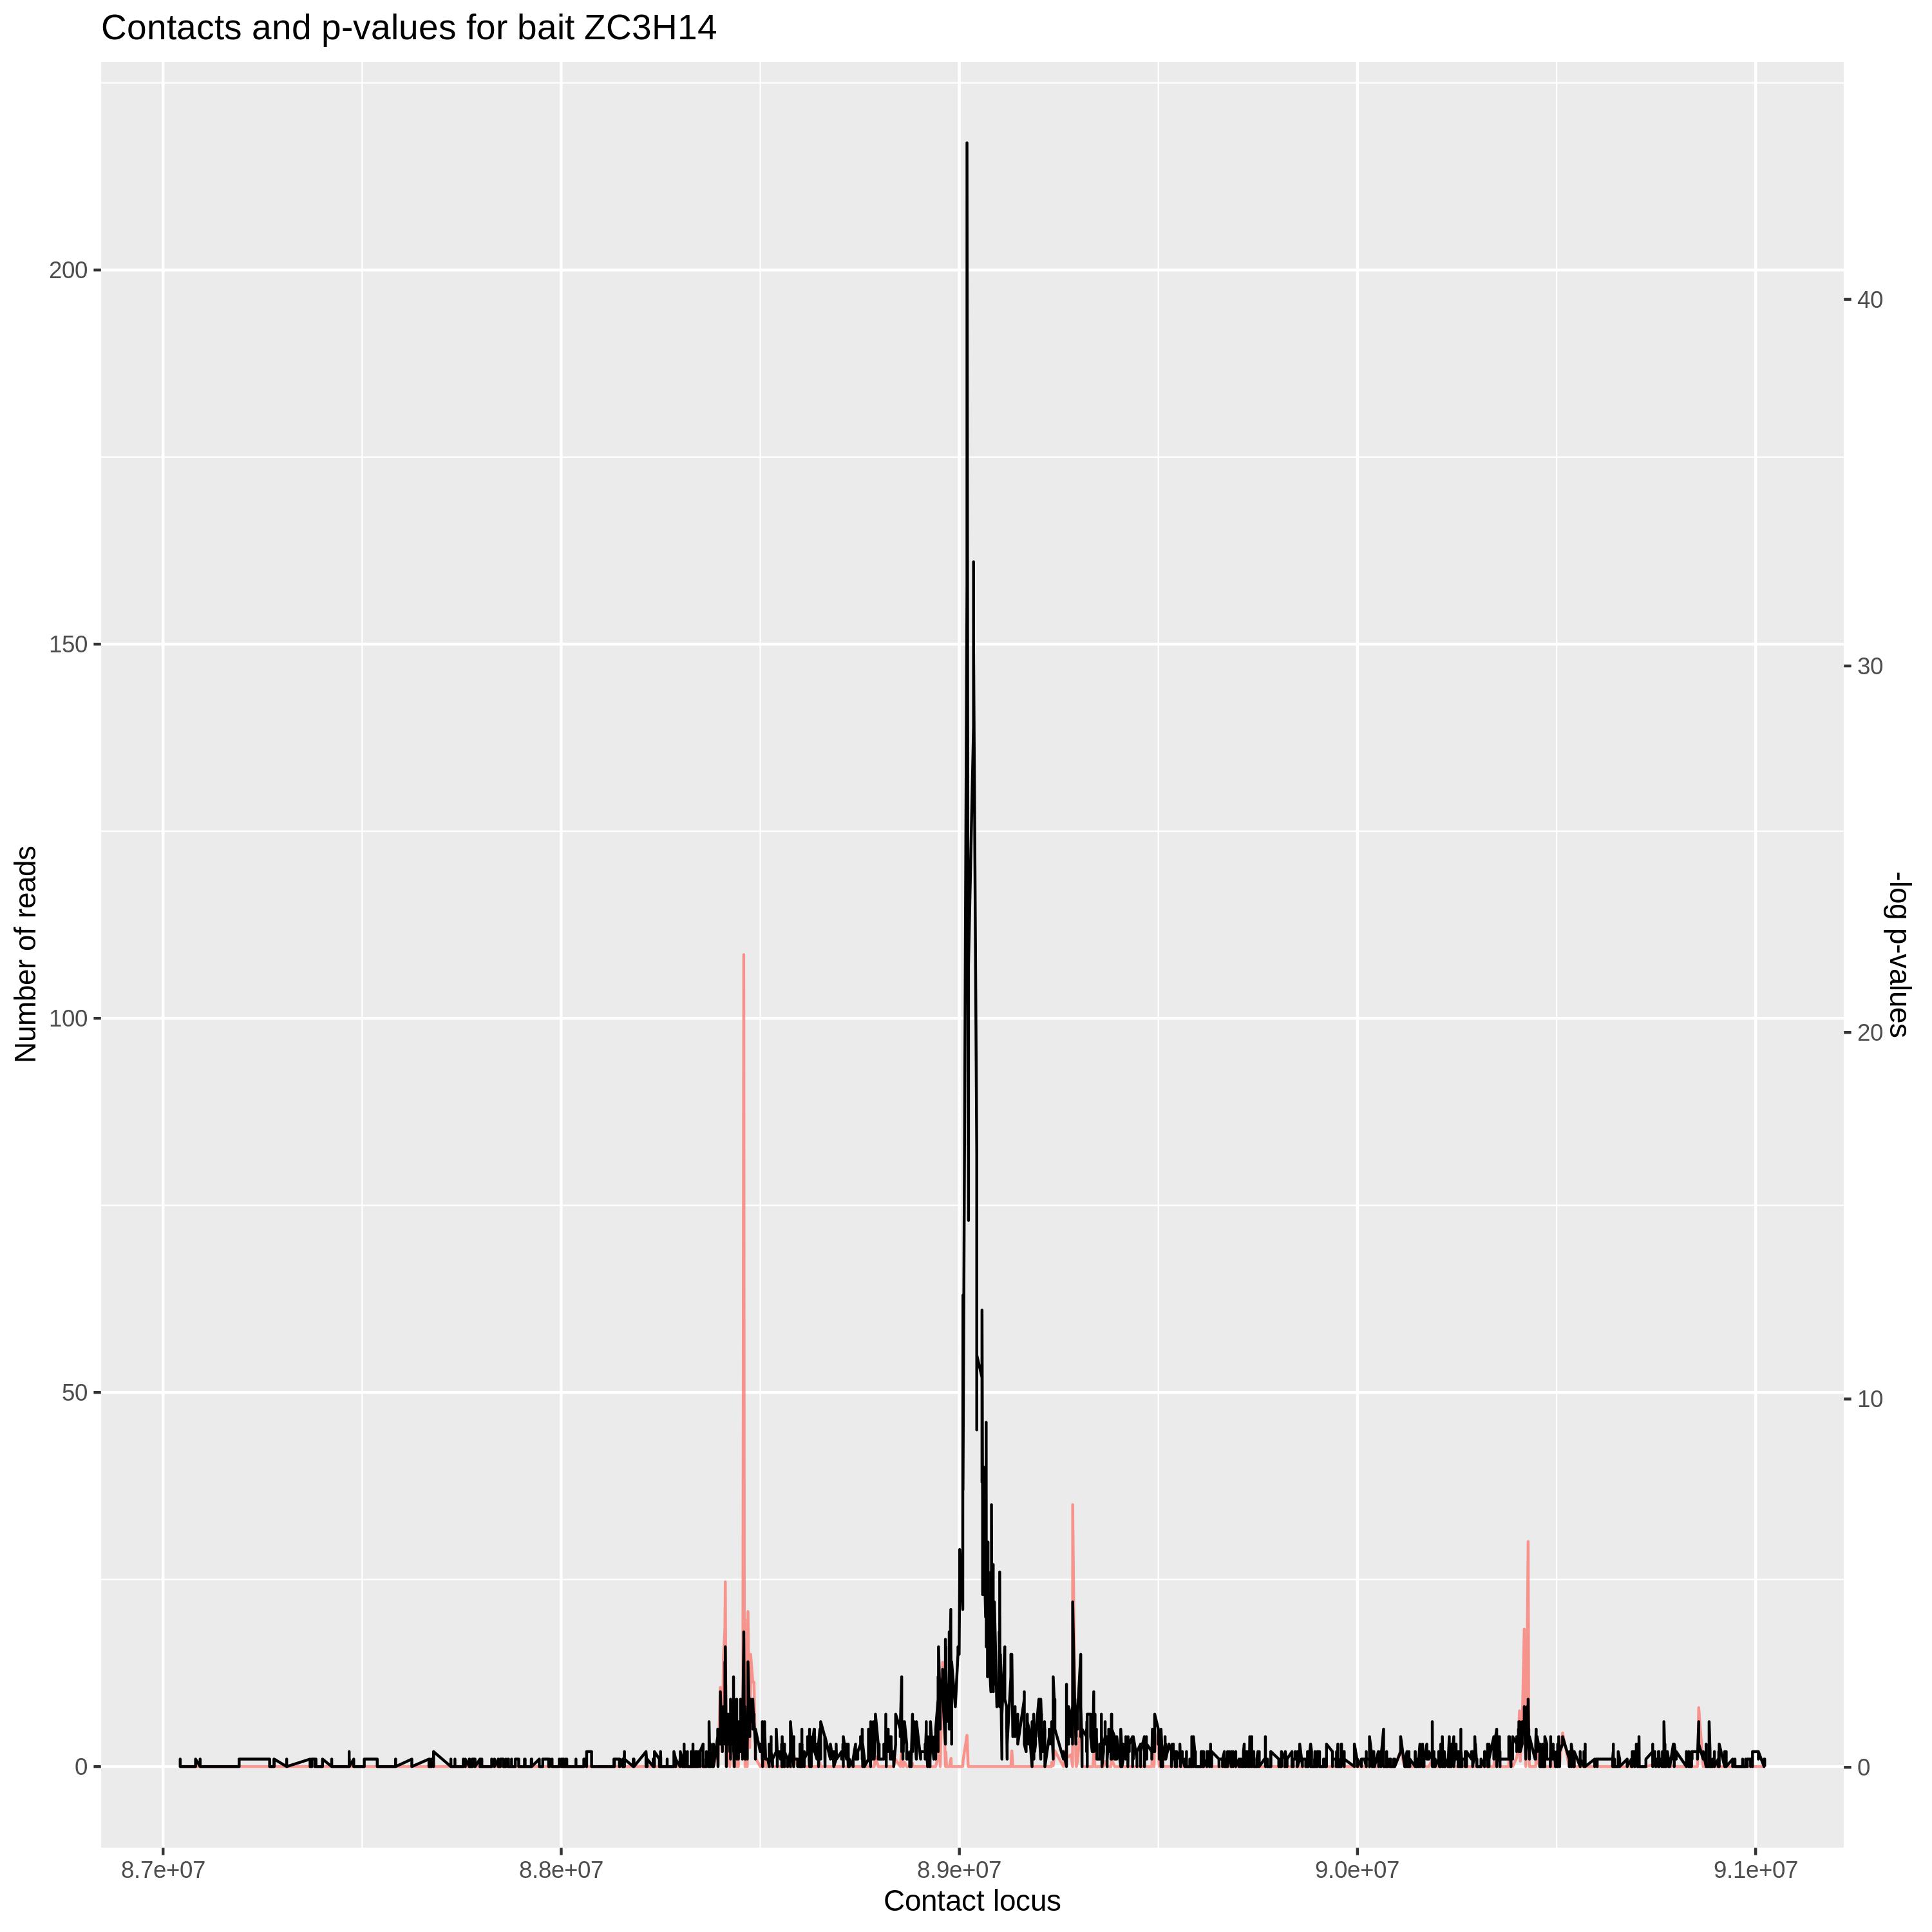 Contacts and p-values for bait ZC3H14
Number of reads
200
150
100
50
0
40
30
20
10
0
-log p-values
8.7e+07 8.8e+07 8.9e+07 9.0e+07 9.1e+07
Contact locus